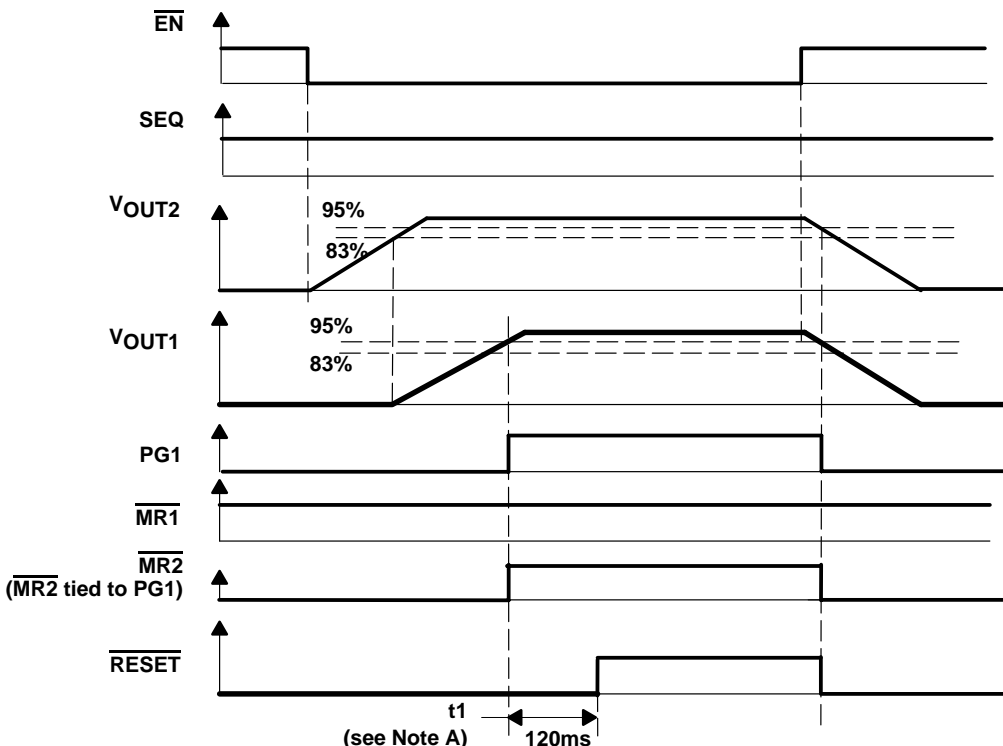 EN
SEQ
VOUT2
95%
83%
VOUT1
95%
83%
PG1
MR1
MR2
(MR2 tied to PG1)
RESET
t1
(see Note A)
120ms